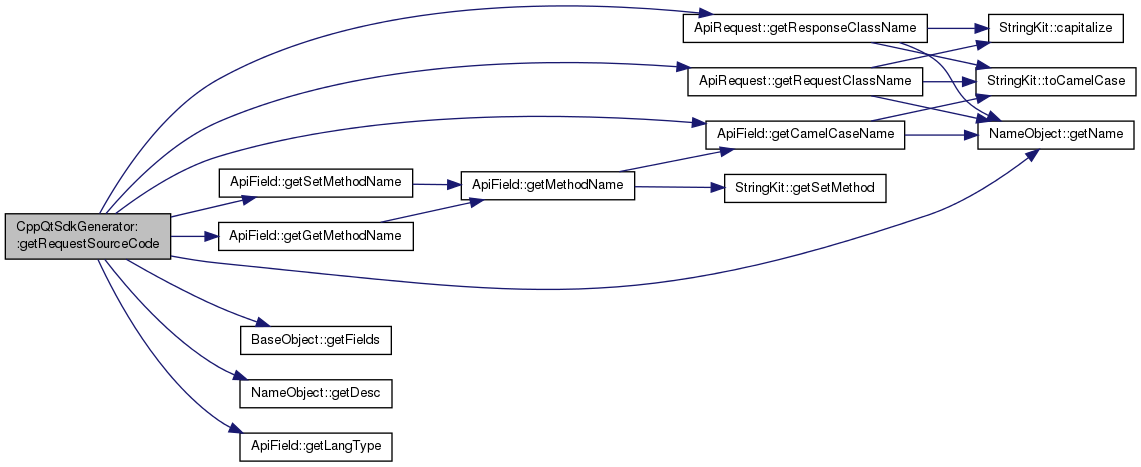 ApiRequest::getResponseClassName
StringKit::capitalize
ApiRequest::getRequestClassName
StringKit::toCamelCase
ApiField::getCamelCaseName
NameObject::getName
ApiField::getSetMethodName
ApiField::getMethodName
StringKit::getSetMethod
CppQtSdkGenerator:
:getRequestSourceCode
ApiField::getGetMethodName
BaseObject::getFields
NameObject::getDesc
ApiField::getLangType